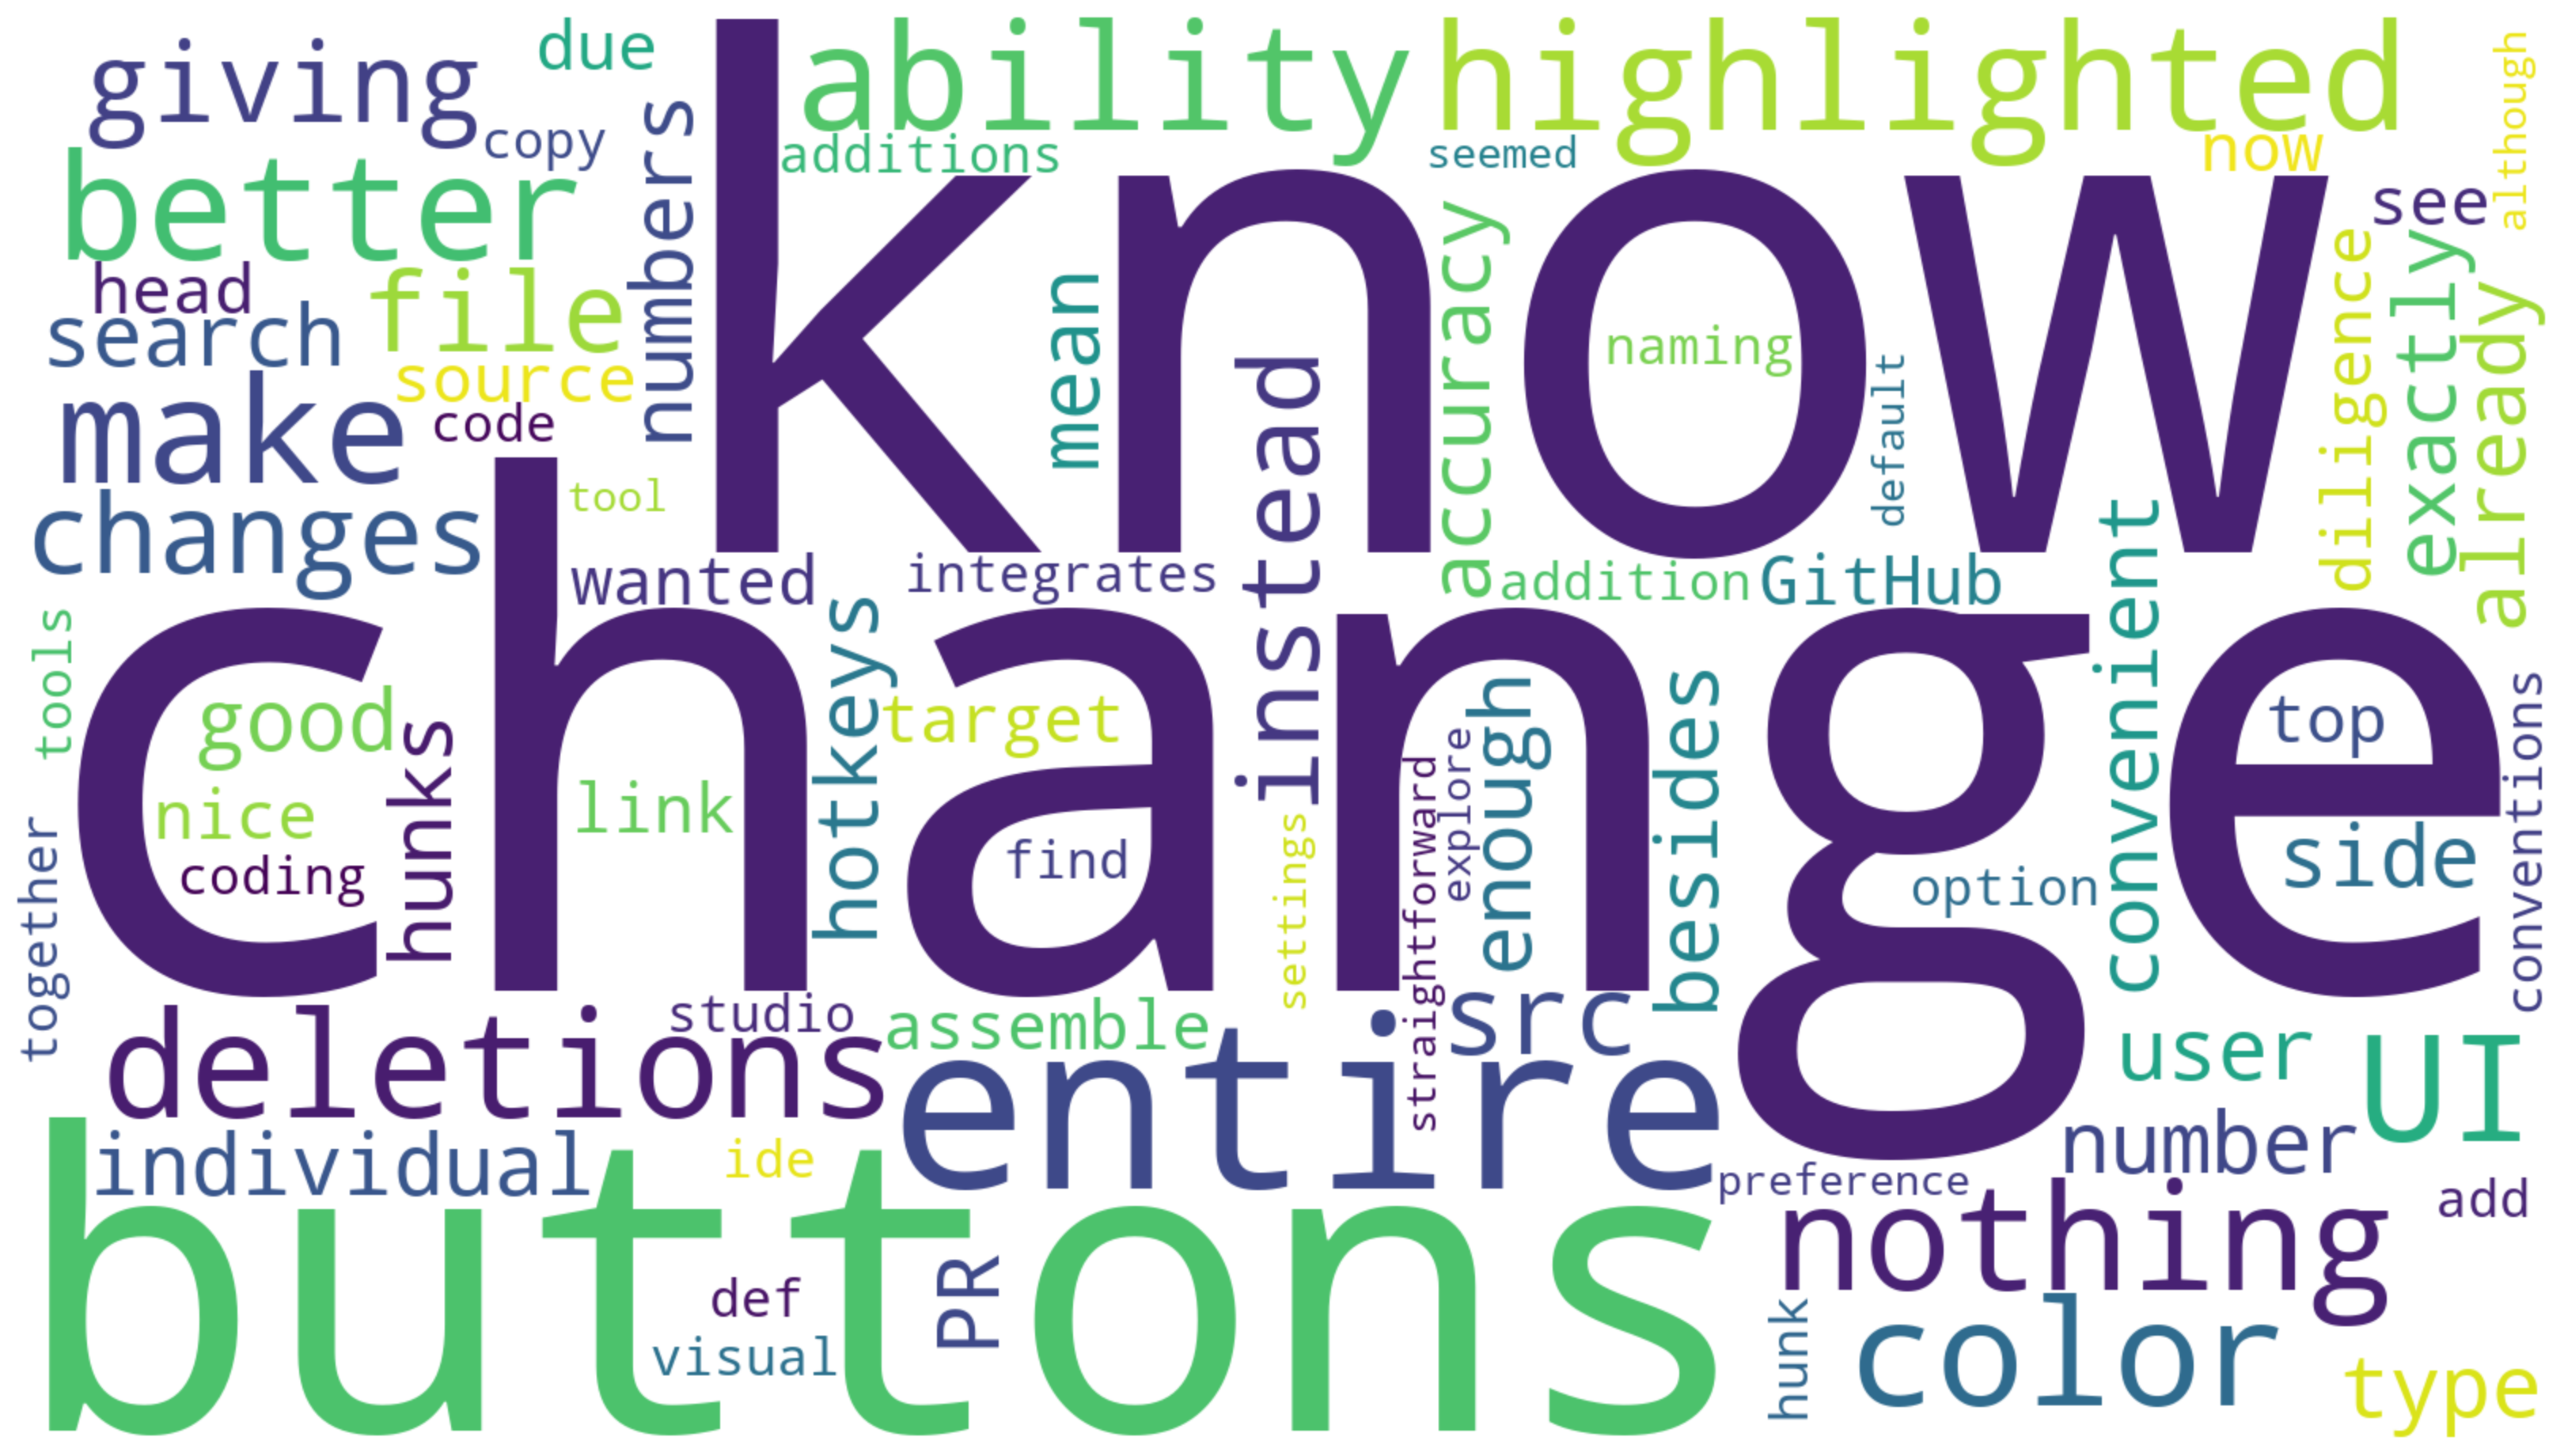 giving
due
copy
numbers
ability
highlighted
additions
seemed
now
although
better
know
see
head
file
search
source
make
code
mean
instead
accuracy
naming
default
diligence
exactly
already
changes
tool
wanted
integrates
addition
GitHub
convenient
change
tools
good
hunks
nice
coding
together
link
hotkeys
target
find
settings
straightforward
explore
enough
besides
option
top
side
conventions
deletions
studio
assemble
entire
src
user
UI
individual
ide
number
preference
nothing
add
buttons
def
visual
PR
hunk
color
type